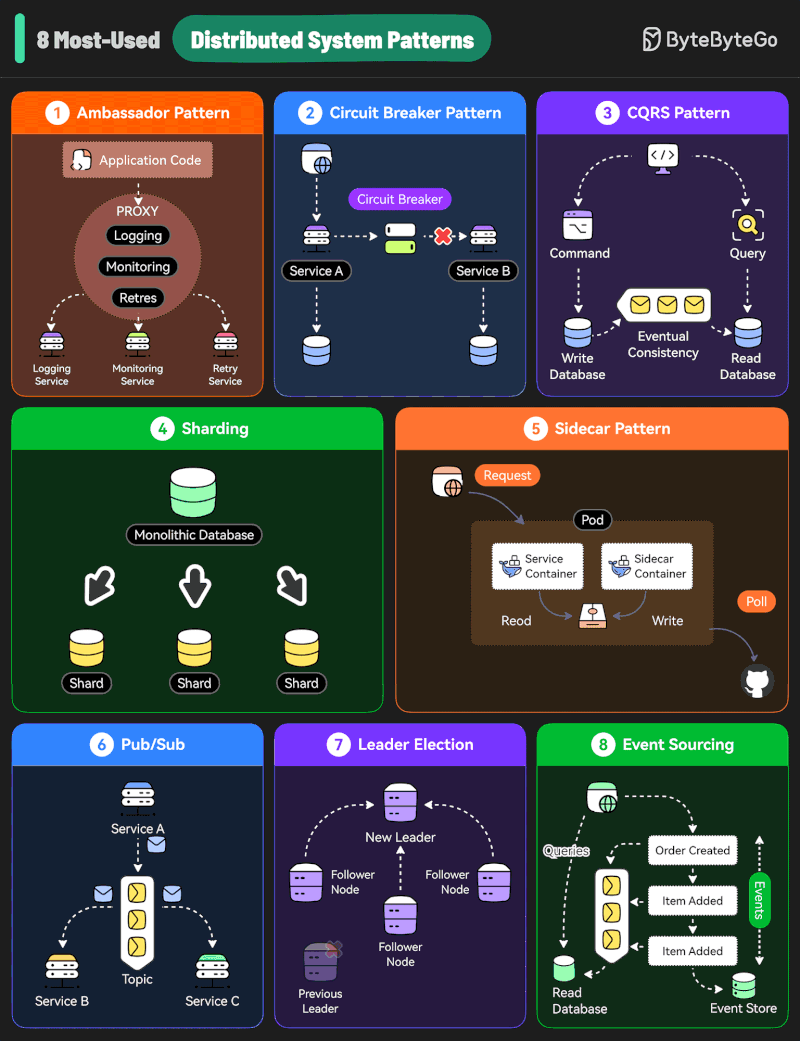 8 Most-Used Distributed System Patterns
ByteByteGo
1 Ambassador Pattern
Application Code
PROXY
Logging
Monitoring
Retres
Logging
Service
Monitoring
Service
Retry
Service
2 Circuit Breaker Pattern
Circuit Breaker
Service A
Service B
3 CQRS Pattern
</>
Command
Query
Write
Database
Eventual
Consistency
Read
Database
4 Sharding
Monolithic Database
Shard
Shard
Shard
5 Sidecar Pattern
Request
Pod
Service
Container
Sidecar
Container
Reod
Write
Poll
6 Pub/Sub
Service A
Topic
Service B
Service C
7 Leader Election
New Leader
Follower
Node
Follower
Node
Follower
Node
Previous
Leader
8 Event Sourcing
Queries
Order Created
Item Added
Item Added
Events
Read
Database
Event Store